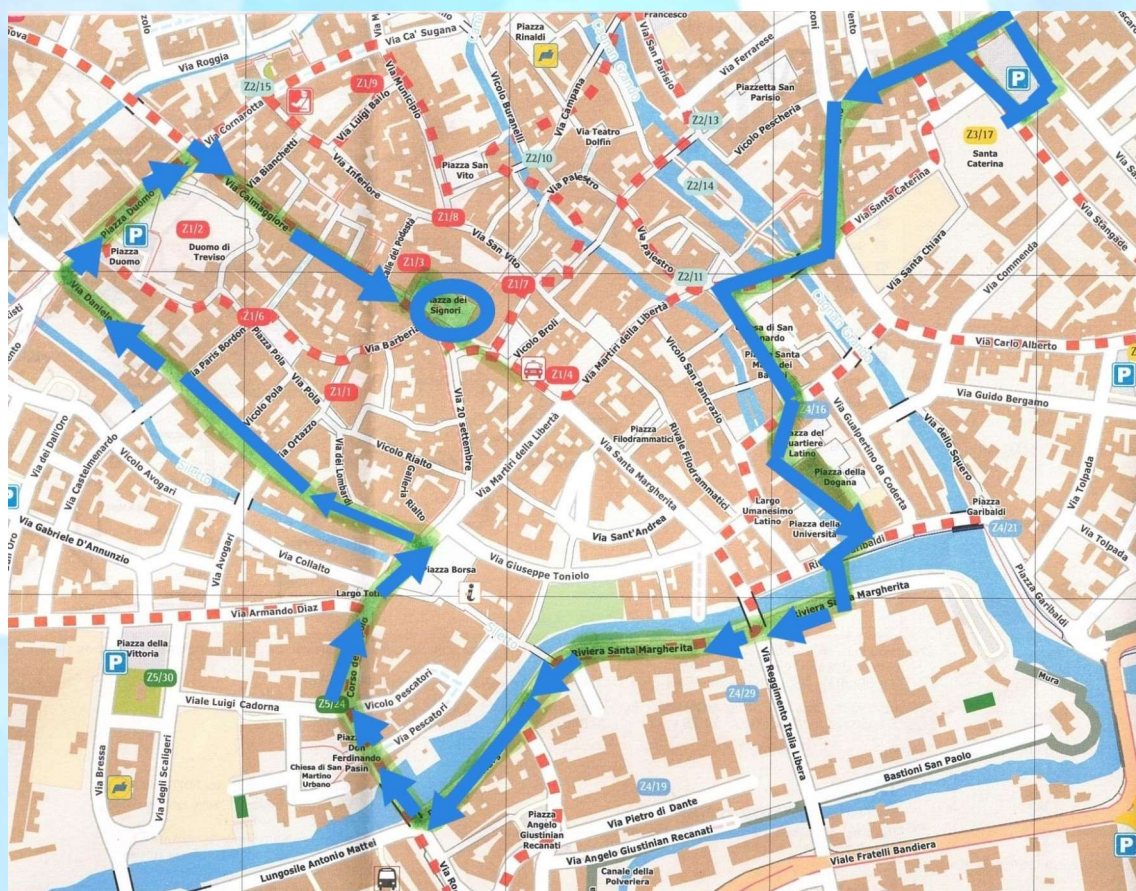 Via Roggia
Via Ca' Sugana
Piazza
Rinaldi
Francesco
Via San Parisio
Via Ferrarese
Piazzetta San
Parisio
Vicolo Pescheria
Z1/9
Z2/15
Via Municipio
Vicolo Buranelli
Via Campana
Via Cornarotta
Via Luigi Bailo
Via Bianchetti
Via Inferiore
Via Teatro
Dolfin
Z2/13
Z2/10
Z2/14
Z3/17
Santa
Caterina
Piazza San
Vito
Via Palestro
Via Santa Caterina
Via Stangade
Piazza Duomo
Via Calmaggiore
Z1/2
P
P
Duomo di
Treviso
Piazza
Duomo
Z1/8
Via San Vito
Via Palestro
Z2/11
Via Santa Chiara
Via Commenda
Via Daniele
Z1/3
Z1/7
Signori
Z1/6
Via Barberia
Vicolo Broli
Via Martiri della Libertà
Z1/4
Via Carlo Alberto
Via Paris Bordon
Piazza Pola
Via Pola
Z1/1
Vicolo Pola
Via Ortazzo
Via 20 settembre
Vicolo San Pancrazio
Z4/16
Via Guido Bergamo
P
Via Castelmenardo
Via dei Dall'Oro
Vicolo Avogari
Siletto
Via dei Lombardi
Vicolo Rialto
Galleria
Rialto
Via Martiri della Libertà
Piazza
Filodrammatici
Rivale Filodrammatici
Via Santa Margherita
Latino
Piazza della
Dogana
Via Gualpertino da Coderta
Via dello Squero
Via Tolpada
P
Via Gabriele D'Annunzio
Via Avogari
Via Collalto
Via Sant'Andrea
Largo
Umanesimo
Latino
Piazza della
Università
Piazza
Garibaldi
Z4/21
Via Tolpada
Piazza Borsa
Via Giuseppe Toniolo
Piazza Garibaldi
Via Armando Diaz
Riviera Santa Margherita
Riviera Santa Margherita
Piazza della
Vittoria
P
Z5/30
Viale Luigi Cadorna
Z5/24
Vicolo Pescatori
Via Pescatori
Z4/29
Via Reggimento Italia Libera
Mura
Don
Ferdinando
Pasin
Chiesa di San
Martino
Urbano
Via Bressa
Via degli Scaligeri
Z4/19
Bastioni San Paolo
Via Pietro di Dante
Piazza
Angelo
Giustinian
Recanati
Via Angelo Giustinian Recanati
Lungosile Antonio Mattei
Canale della
Polveriera
Viale Fratelli Bandiera
P